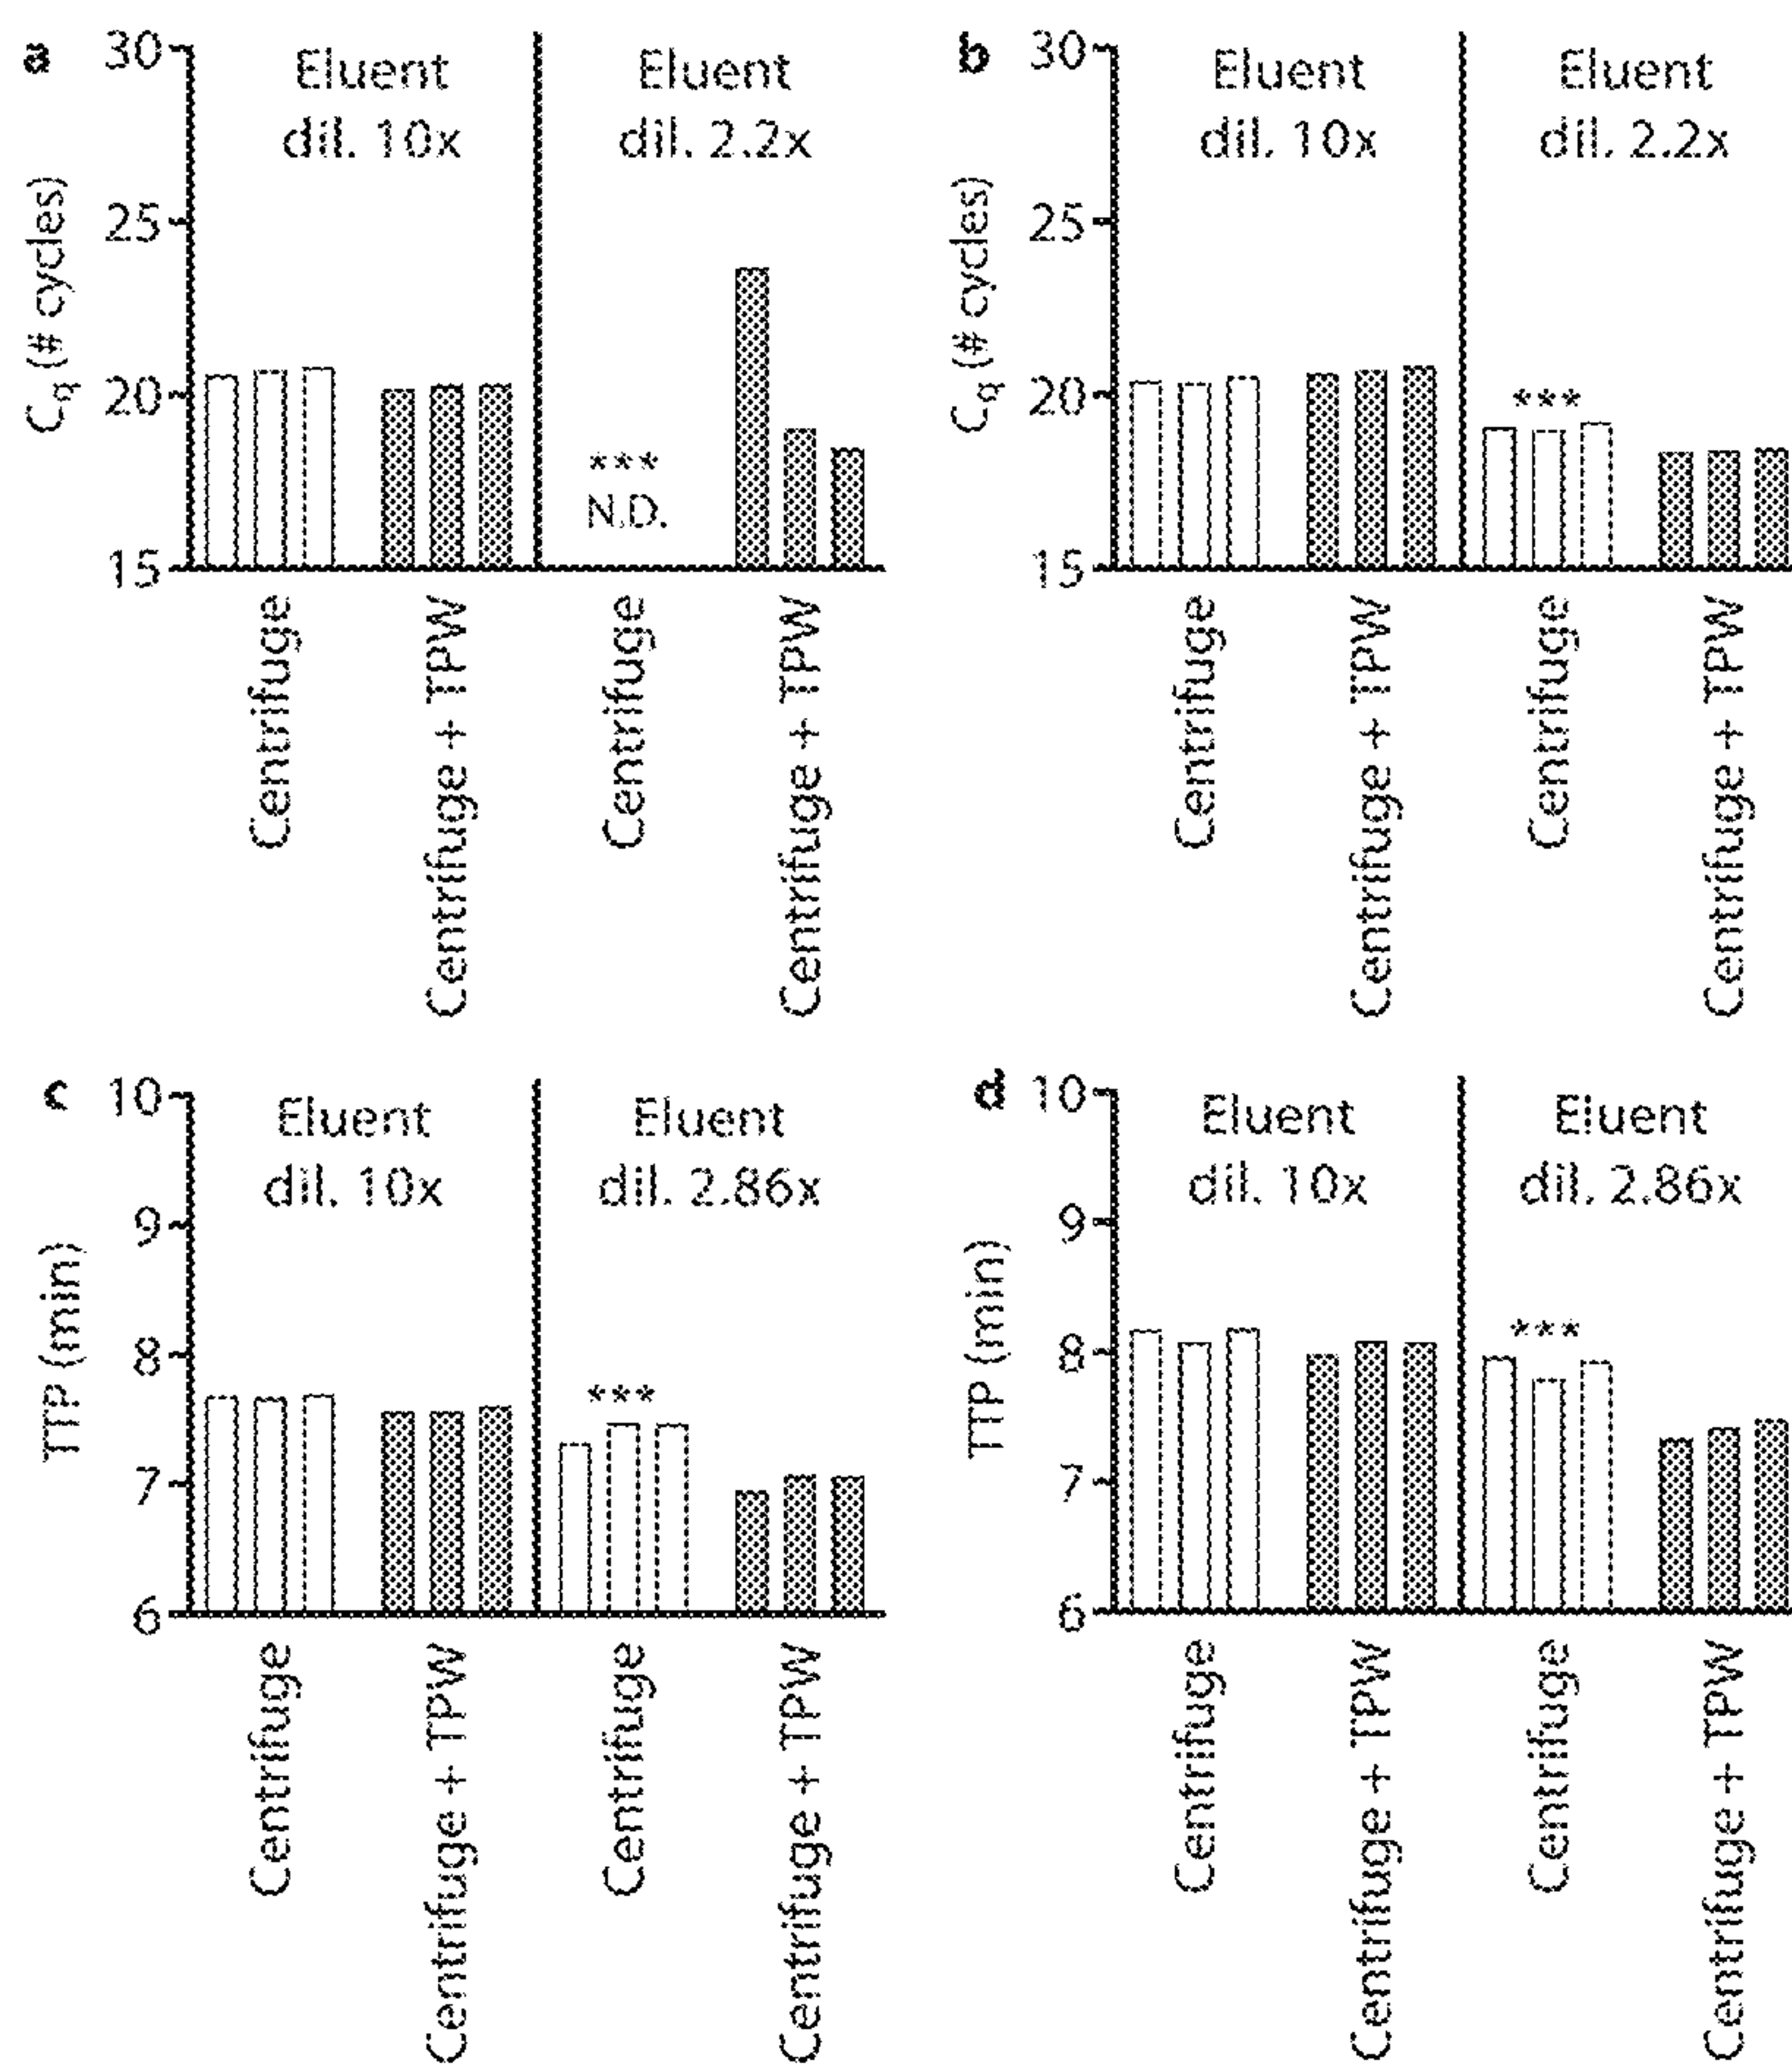 a
30
25
20
15
Cq (# cycles)
Eluent
dil. 10x
Eluent
dil. 2.2x
***
N.D.
Centrifuge
Centrifuge + TPW
Centrifuge
Centrifuge + TPW
b
30
25
20
15
Cq (# cycles)
Eluent
dil. 10x
Eluent
dil. 2.2x
***
Centrifuge
Centrifuge + TPW
Centrifuge
Centrifuge + TPW
c
10
9
8
7
6
TTP (min)
Eluent
dil. 10x
Eluent
dil. 2.86x
***
Centrifuge
Centrifuge + TPW
Centrifuge
Centrifuge + TPW
d
10
9
8
7
6
TTP (min)
Eluent
dil. 10x
Eluent
dil. 2.86x
***
Centrifuge
Centrifuge + TPW
Centrifuge
Centrifuge + TPW